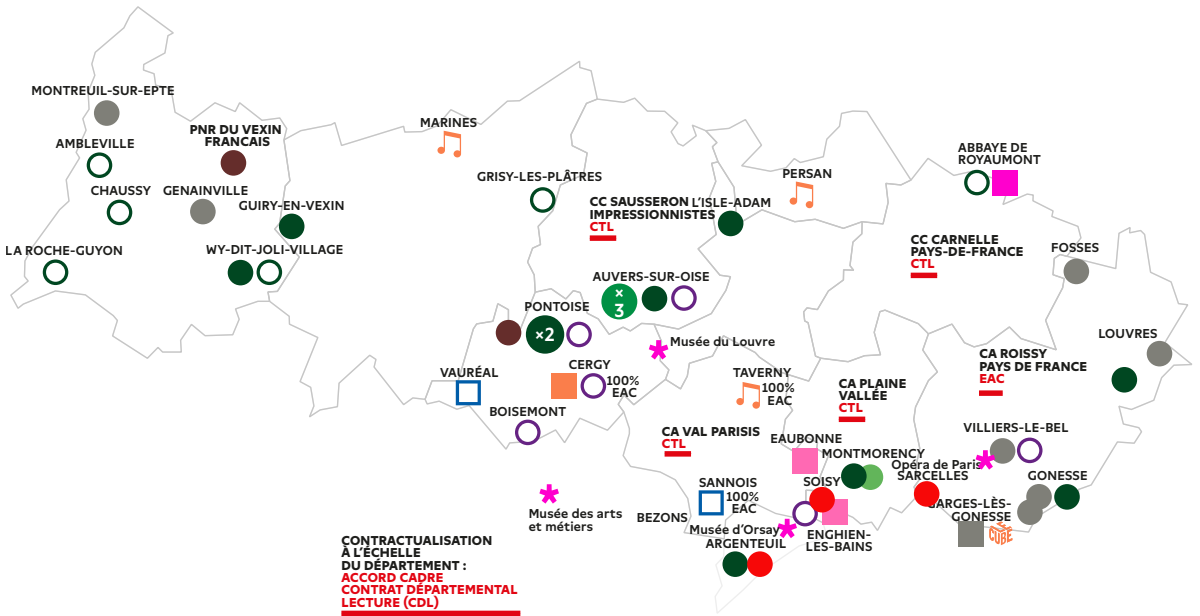 MONTREUIL-SUR-EPTE
AMBLEVILLE
PNR DU VEXIN
FRANCAIS
CHAUSSY
GENAINVILLE
GUIRY-EN-VEXIN
LA ROCHE-GUYON
WY-DIT-JOLI-VILLAGE
MARINES
GRISY-LES-PLÂTRES
CC SAUSSERON
IMPRESSIONNISTES
CTL
L'ISLE-ADAM
PERSAN
ABBAYE DE
ROYAUMONT
CC CARNELLE
PAYS-DE-FRANCE
CTL
FOSSES
AUVERS-SUR-OISE
×
3
PONTOISE
×2
Musée du Louvre
LOUVRES
CA ROISSY
PAYS DE FRANCE
EAC
VAURÉAL
CERGY
100%
EAC
TAVERNY
100%
EAC
CA PLAINE
VALLÉE
CTL
BOISEMONT
CA VAL PARISIS
CTL
EAUBONNE
MONTMORENCY
VILLIERS-LE-BEL
Opéra de Paris
SARCELLES
GONESSE
SANNOIS
100%
EAC
SOISY
GARGES-LÈS-
GONESSE
CUBE
Musée des arts
et métiers
BEZONS
Musée d'Orsay
ARGENTEUIL
ENGHIEN-
LES-BAINS
CONTRACTUALISATION
À L'ÉCHELLE
DU DÉPARTEMENT :
ACCORD CADRE
CONTRAT DÉPARTEMENTAL
LECTURE (CDL)